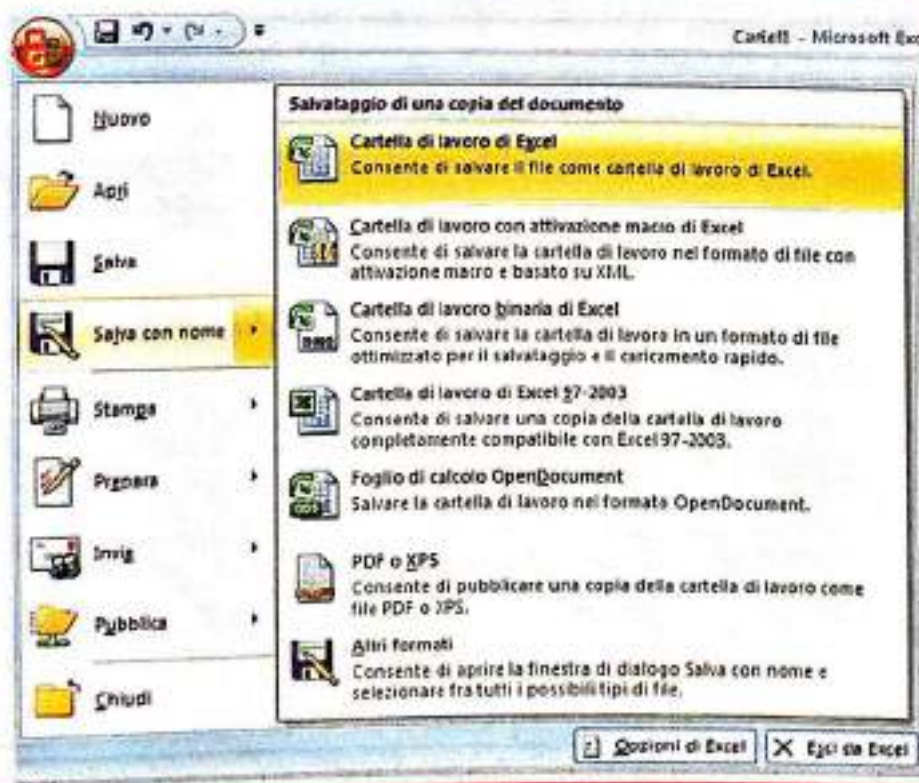 Cartel1 - Microsoft Exc
Nuovo
Apri
Salva
Salva con nome
Stampa
Prepara
Invia
Pubblica
Chiudi
Salvataggio di una copia del documento
Cartella di lavoro di Excel
Consente di salvare il file come cartella di lavoro di Excel.
Cartella di lavoro con attivazione macro di Excel
Consente di salvare la cartella di lavoro nel formato di file con
attivazione macro e basato su XML.
Cartella di lavoro binaria di Excel
Consente di salvare la cartella di lavoro in un formato di file
ottimizzato per il salvataggio e il caricamento rapido.
Cartella di lavoro di Excel 97-2003
Consente di salvare una copia della cartella di lavoro
completamente compatibile con Excel 97-2003.
Foglio di calcolo OpenDocument
Salvare la cartella di lavoro nel formato OpenDocument.
PDF o XPS
Consente di pubblicare una copia della cartella di lavoro come
file PDF o XPS.
Altri formati
Consente di aprire la finestra di dialogo Salva con nome e
selezionare fra tutti i possibili tipi di file.
Opzioni di Excel
Esci da Excel